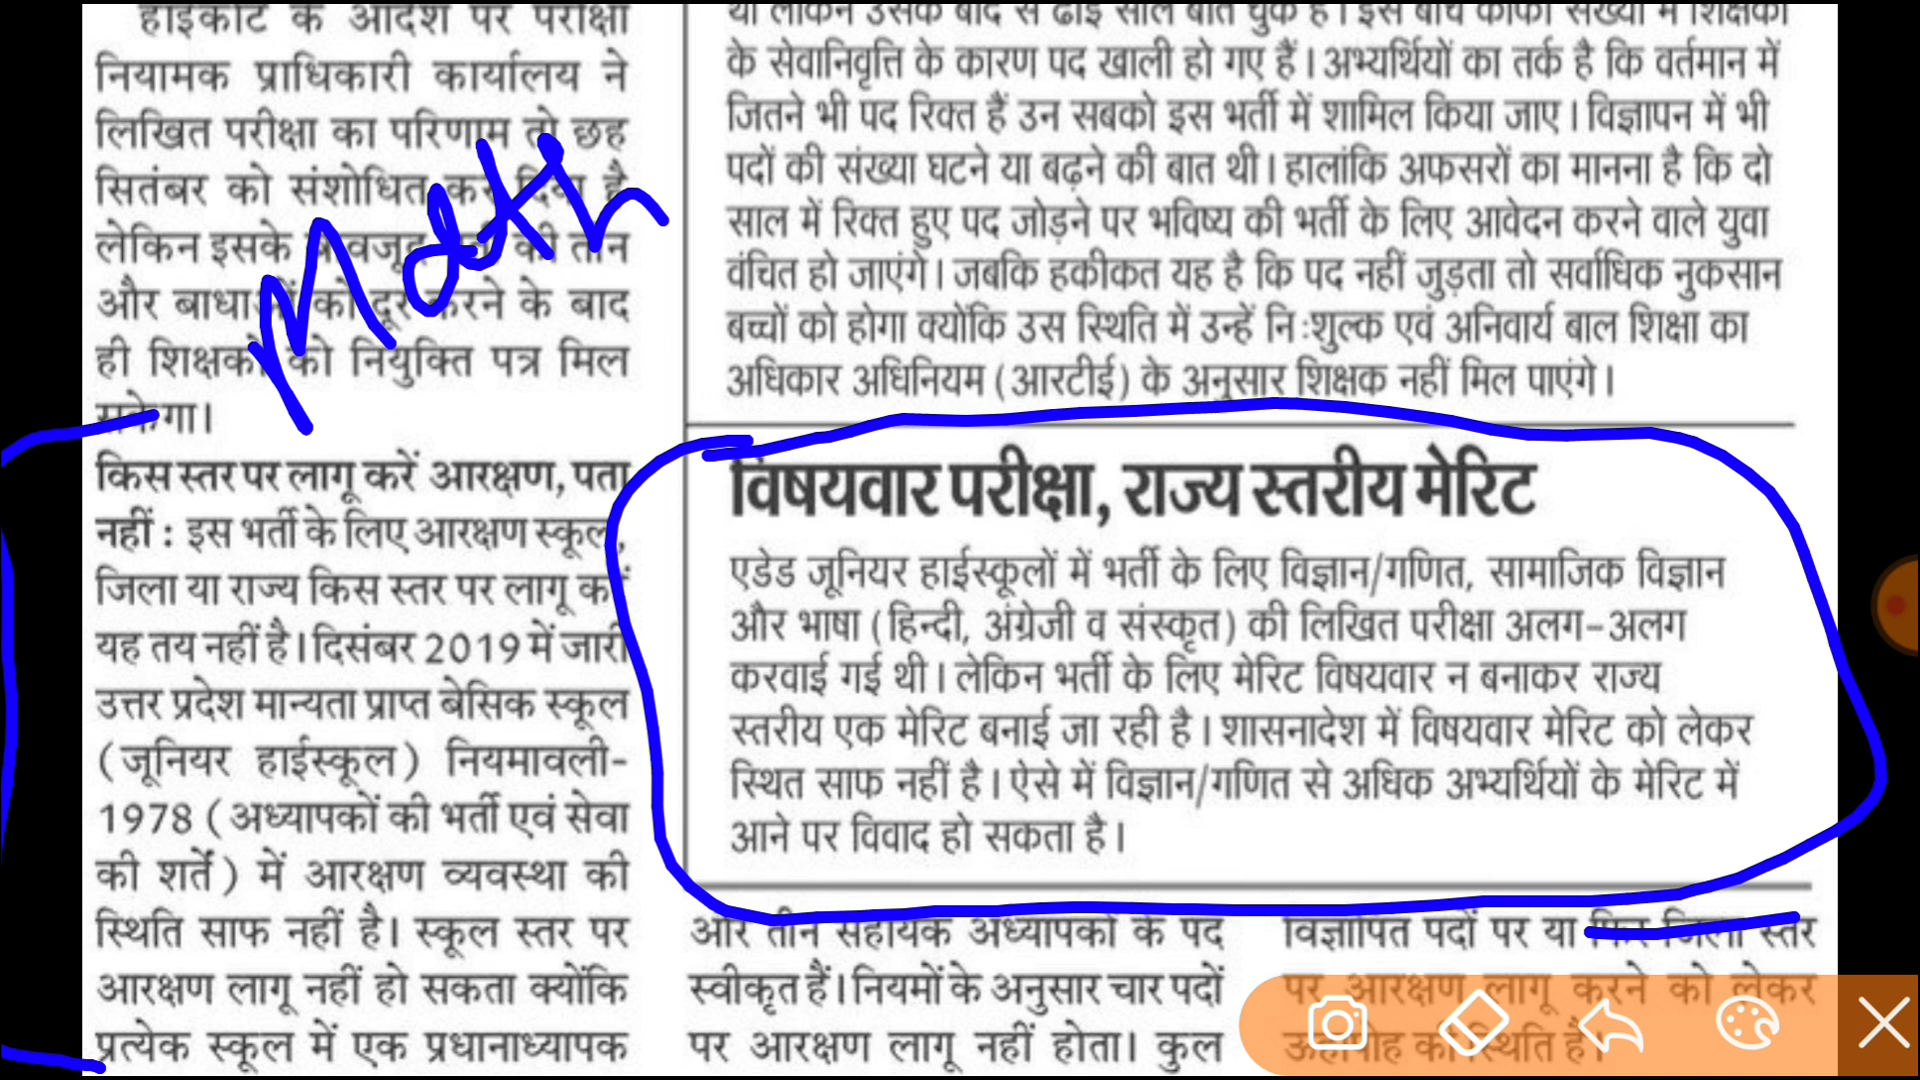 हाईकोर्ट के आदेश पर परीक्षा
नियामक प्राधिकारी कार्यालय ने
लिखित परीक्षा का परिणाम तो छह
सितंबर को संशोधित कर दिया है
लेकिन इसके की तीन
और बाधाओं को दूर करने के बाद
ही शिक्षकों को नियुक्ति पत्र मिल
सकेगा।
Math
किस स्तर पर लागू करें आरक्षण, पता
नहीं : इस भर्ती के लिए आरक्षण स्कूल,
जिला या राज्य किस स्तर पर लागू करें
यह तय नहीं है। दिसंबर 2019 में जारी
उत्तर प्रदेश मान्यता प्राप्त बेसिक स्कूल
(जूनियर हाईस्कूल) नियमावली-
1978 (अध्यापकों की भर्ती एवं सेवा
की शर्तें) में आरक्षण व्यवस्था की
स्थिति साफ नहीं है। स्कूल स्तर पर
आरक्षण लागू नहीं हो सकता क्योंकि
प्रत्येक स्कूल में एक प्रधानाध्यापक
थी लेकिन उसके बाद से ढाई साल बीत चुके हैं। इस बीच काफी संख्या में शिक्षकों
के सेवानिवृत्ति के कारण पद खाली हो गए हैं। अभ्यर्थियों का तर्क है कि वर्तमान में
जितने भी पद रिक्त हैं उन सबको इस भर्ती में शामिल किया जाए। विज्ञापन में भी
पदों की संख्या घटने या बढ़ने की बात थी। हालांकि अफसरों का मानना है कि दो
साल में रिक्त हुए पद जोड़ने पर भविष्य की भर्ती के लिए आवेदन करने वाले युवा
वंचित हो जाएंगे। जबकि हकीकत यह है कि पद नहीं जुड़ता तो सर्वाधिक नुकसान
बच्चों को होगा क्योंकि उस स्थिति में उन्हें नि:शुल्क एवं अनिवार्य बाल शिक्षा का
अधिकार अधिनियम (आरटीई) के अनुसार शिक्षक नहीं मिल पाएंगे।
विषयवार परीक्षा, राज्य स्तरीय मेरिट
एडेड जूनियर हाईस्कूलों में भर्ती के लिए विज्ञान/गणित, सामाजिक विज्ञान
और भाषा (हिन्दी, अंग्रेजी व संस्कृत) की लिखित परीक्षा अलग-अलग
करवाई गई थी। लेकिन भर्ती के लिए मेरिट विषयवार न बनाकर राज्य
स्तरीय एक मेरिट बनाई जा रही है। शासनादेश में विषयवार मेरिट को लेकर
स्थित साफ नहीं है। ऐसे में विज्ञान/गणित से अधिक अभ्यर्थियों के मेरिट में
आने पर विवाद हो सकता है।
और तीन सहायक अध्यापकों के पद
स्वीकृत हैं। नियमों के अनुसार चार पदों
पर आरक्षण लागू नहीं होता। कुल
विज्ञापित पदों पर या फिर जिला स्तर
पर आरक्षण लागू करने को लेकर
ऊहापोह की स्थिति है।